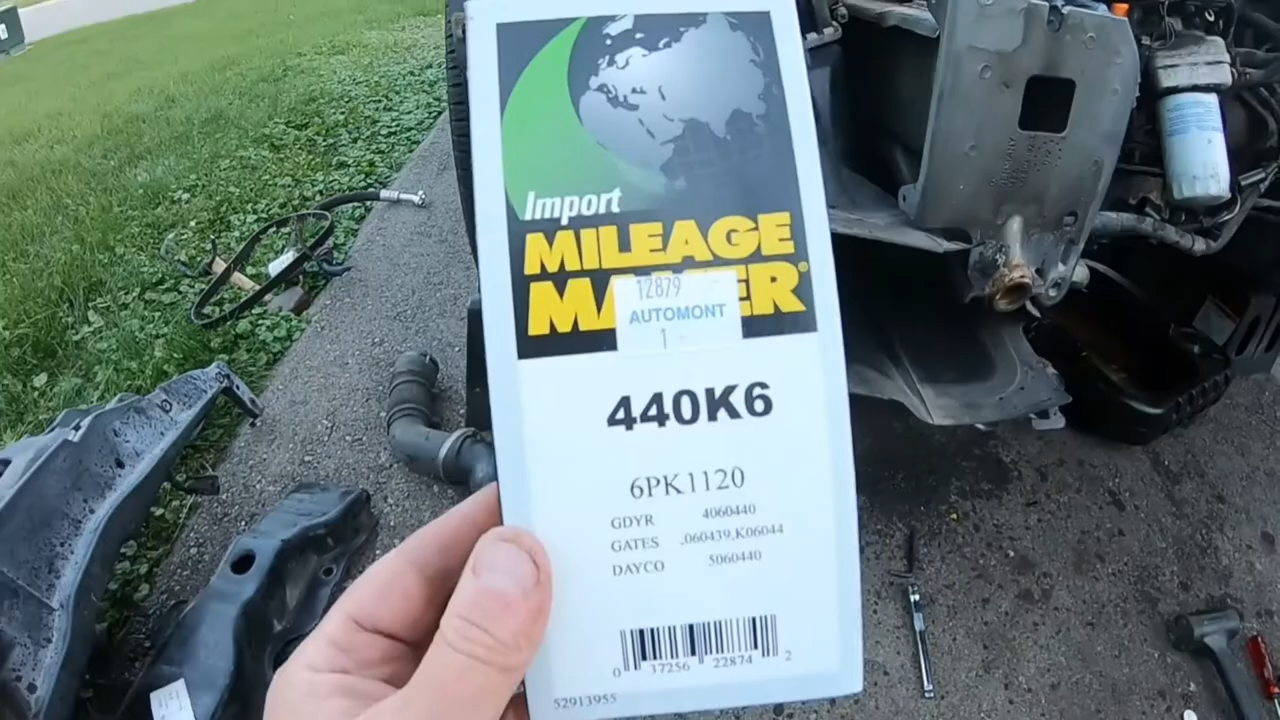 Import
MILEAGE
MAKER®
12879
AUTOMONT
1
440K6
6PK1120
GDYR 4060440
GATES .060439.K06044
DAYCO 5060440
0 37256 22874 2
52913955